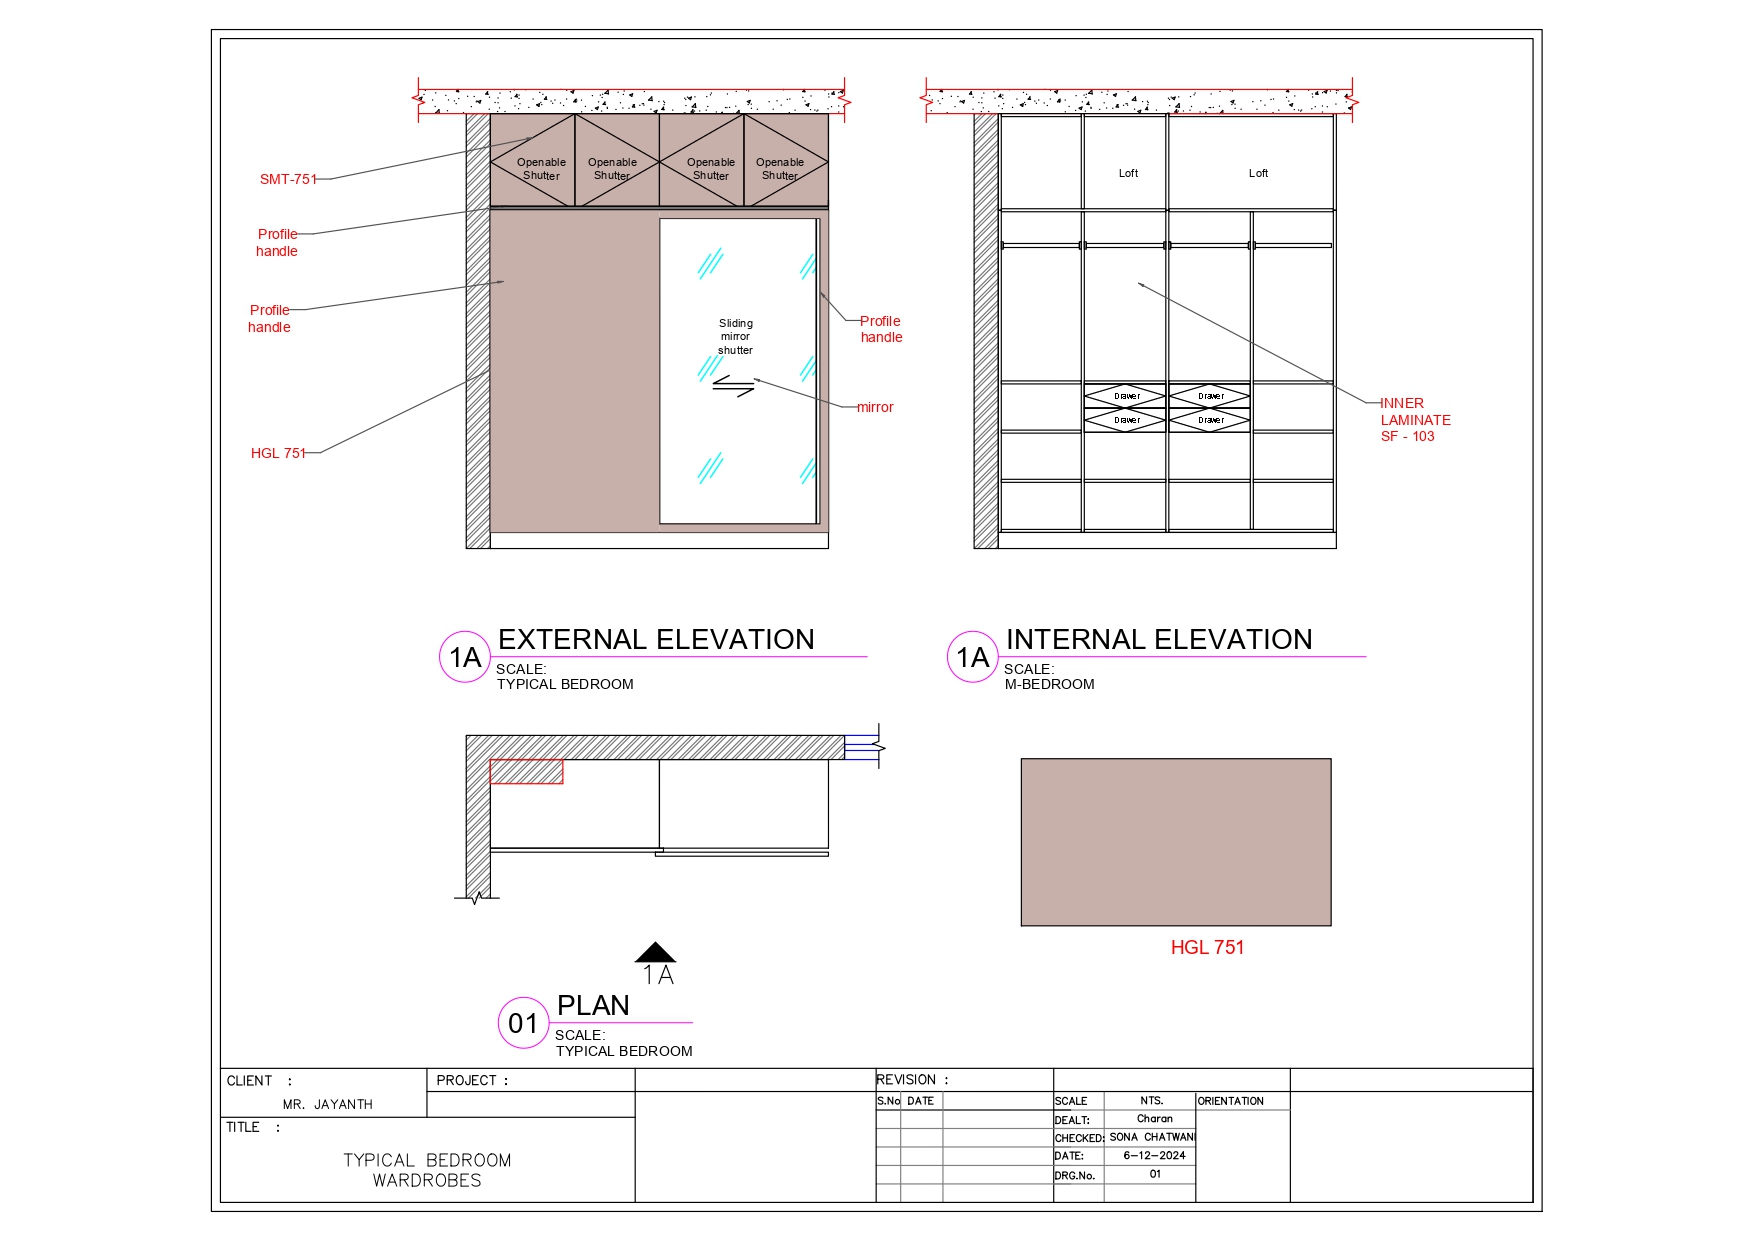 Openable
Shutter
Openable
Shutter
Openable
Shutter
Openable
Shutter
SMT-751
Profile
handle
Profile
handle
HGL 751
Sliding
mirror
shutter
Profile
handle
mirror
Loft
Loft
Drawer
Drawer
Drawer
Drawer
INNER
LAMINATE
SF - 103
1A
EXTERNAL ELEVATION
SCALE:
TYPICAL BEDROOM
1A
INTERNAL ELEVATION
SCALE:
M-BEDROOM
1A
HGL 751
01
PLAN
SCALE:
TYPICAL BEDROOM
CLIENT :
MR. JAYANTH
PROJECT :
TITLE :
TYPICAL BEDROOM
WARDROBES
REVISION :
S.No DATE
SCALE NTS.
DEALT: Charan
CHECKED: SONA CHATWANI
DATE: 6-12-2024
DRG.No. 01
ORIENTATION